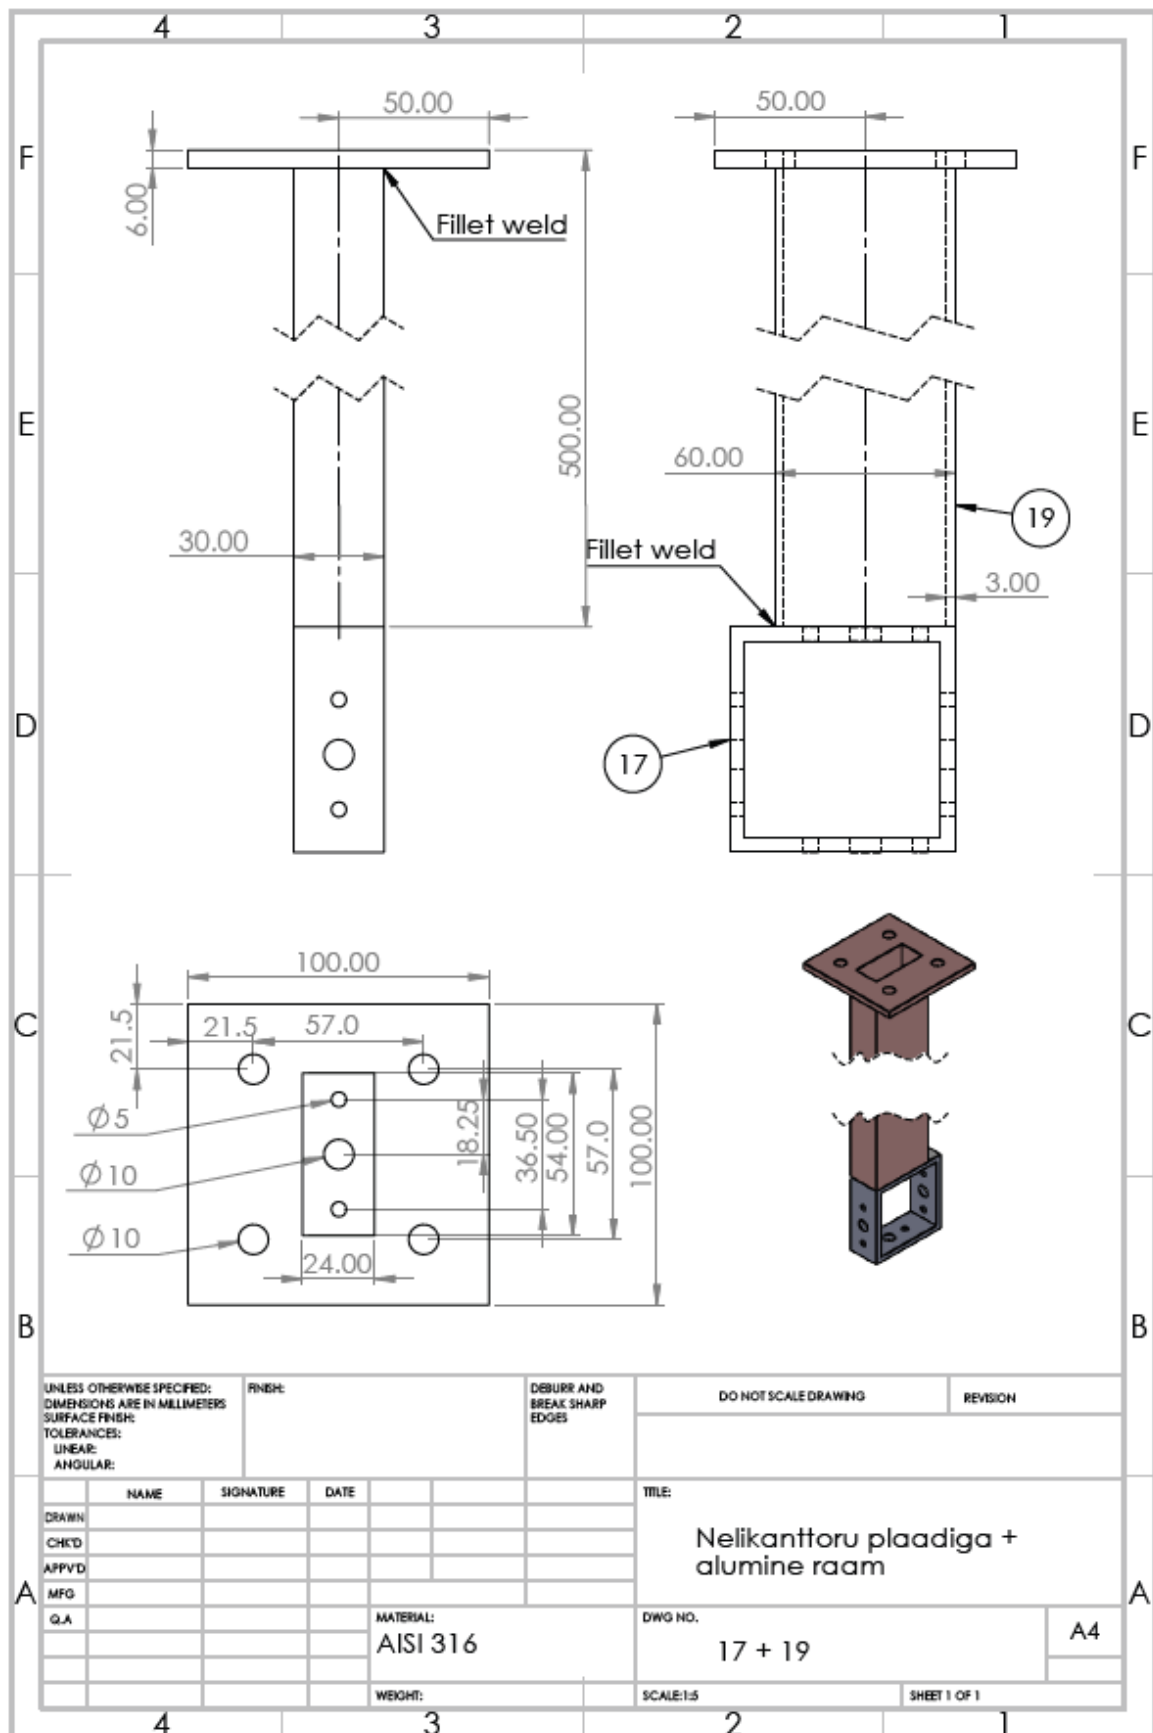 4 3 2 1
50.00 50.00
F F
6.00
Fillet weld
E E
500.00
60.00
19
30.00
Fillet weld
3.00
D D
17
100.00
C C
21.5
21.5 57.0
Ø5
18.25
36.50
54.00
57.0
100.00
Ø10
Ø10
24.00
B B
UNLESS OTHERWISE SPECIFIED:
DIMENSIONS ARE IN MILLIMETERS
SURFACE FINISH:
TOLERANCES:
LINEAR:
ANGULAR:
FINISH:
DEBURR AND
BREAK SHARP
EDGES
DO NOT SCALE DRAWING
REVISION
NAME SIGNATURE DATE
DRAWN
CHK'D
APPV'D
MFG
Q.A
TITLE:
Nelikanttoru plaadiga +
alumine raam
A A
MATERIAL:
AISI 316
DWG NO.
17 + 19
A4
WEIGHT:
SCALE:1:5
SHEET 1 OF 1
4 3 2 1